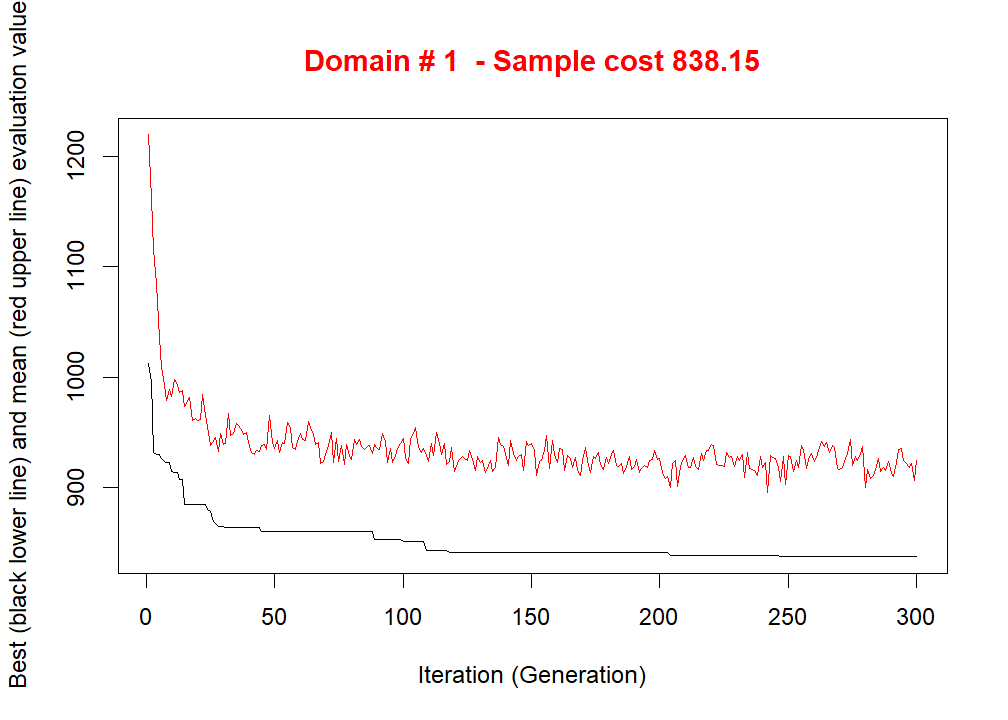 Domain # 1  - Sample cost 838.15
Best (black lower line) and mean (red upper line) evaluation value
1200
1100
1000
900
0 50 100 150 200 250 300
Iteration (Generation)